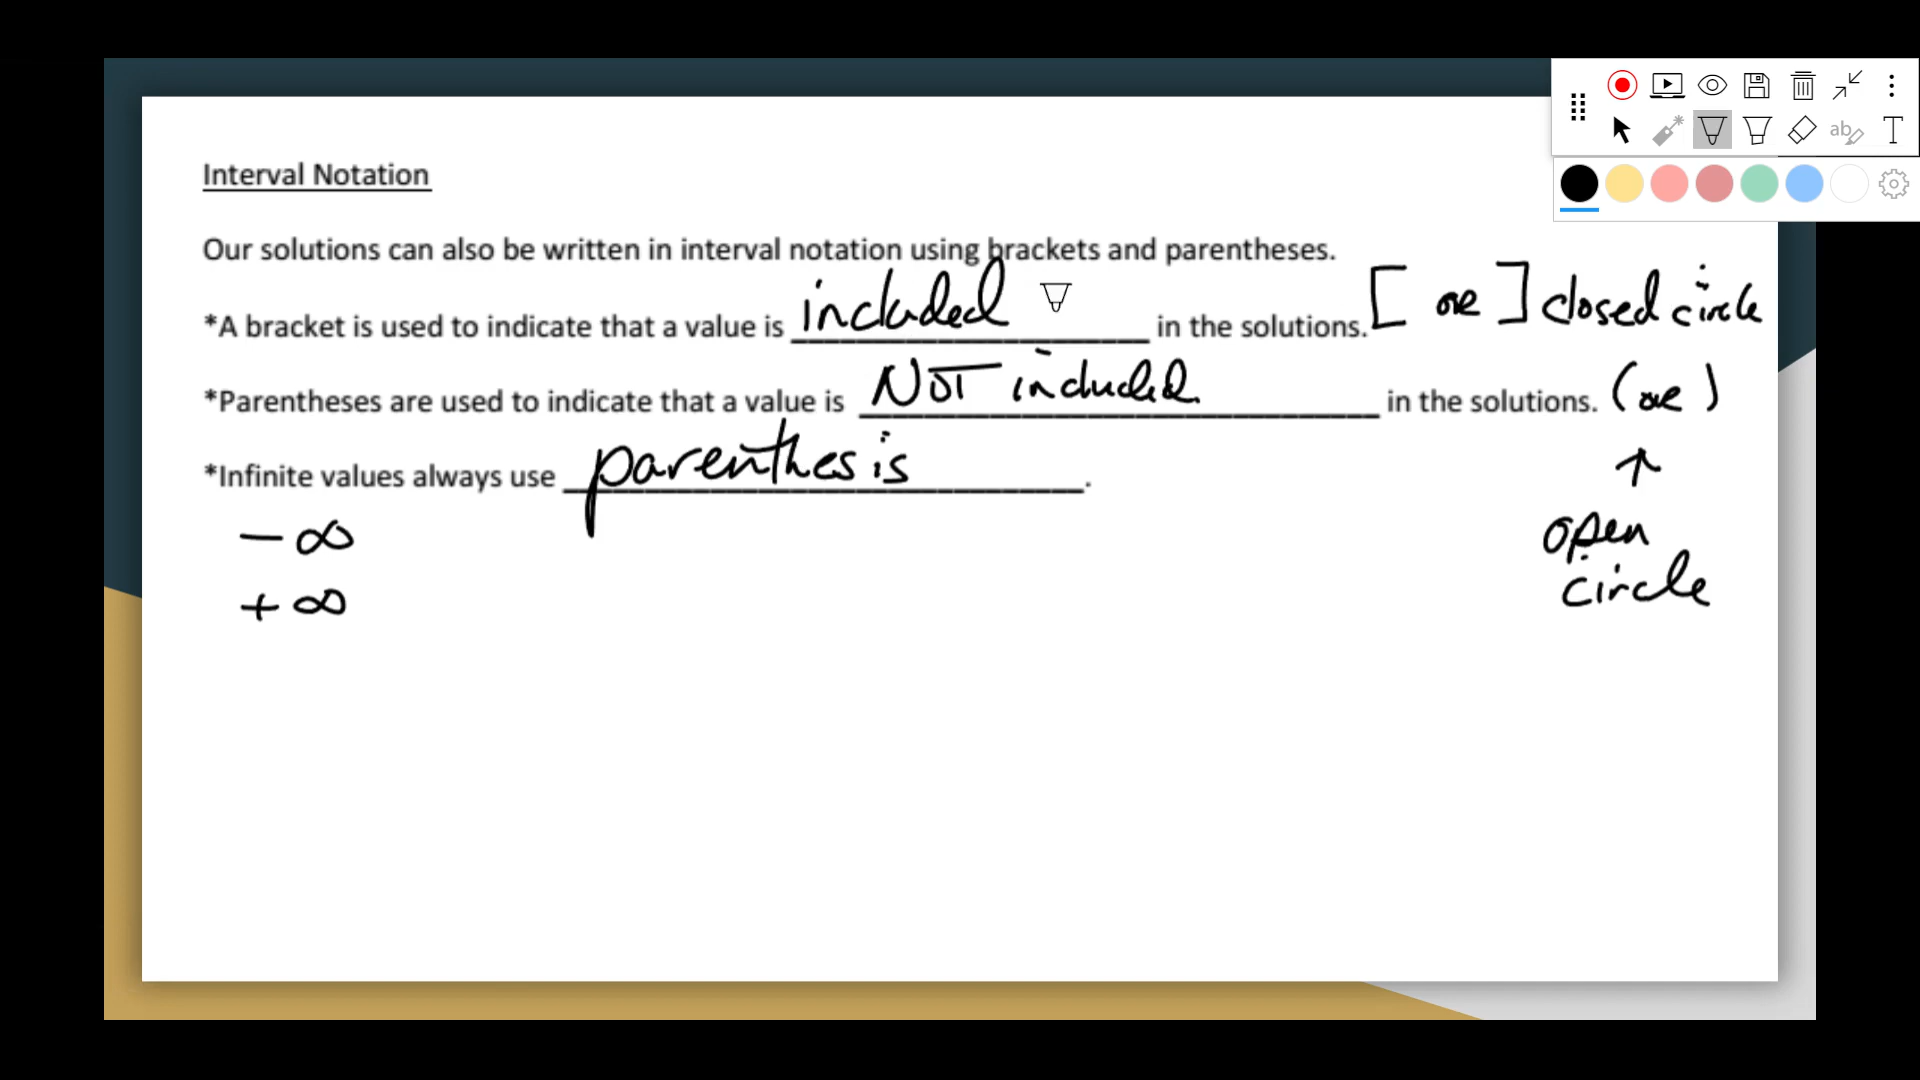 Interval Notation
Our solutions can also be written in interval notation using brackets and parentheses.
*A bracket is used to indicate that a value is included in the solutions. [ or ] closed circle
*Parentheses are used to indicate that a value is NOT included in the solutions. ( or )
*Infinite values always use parenthesis.
↑
- ∞
open
+ ∞
circle
ab
T